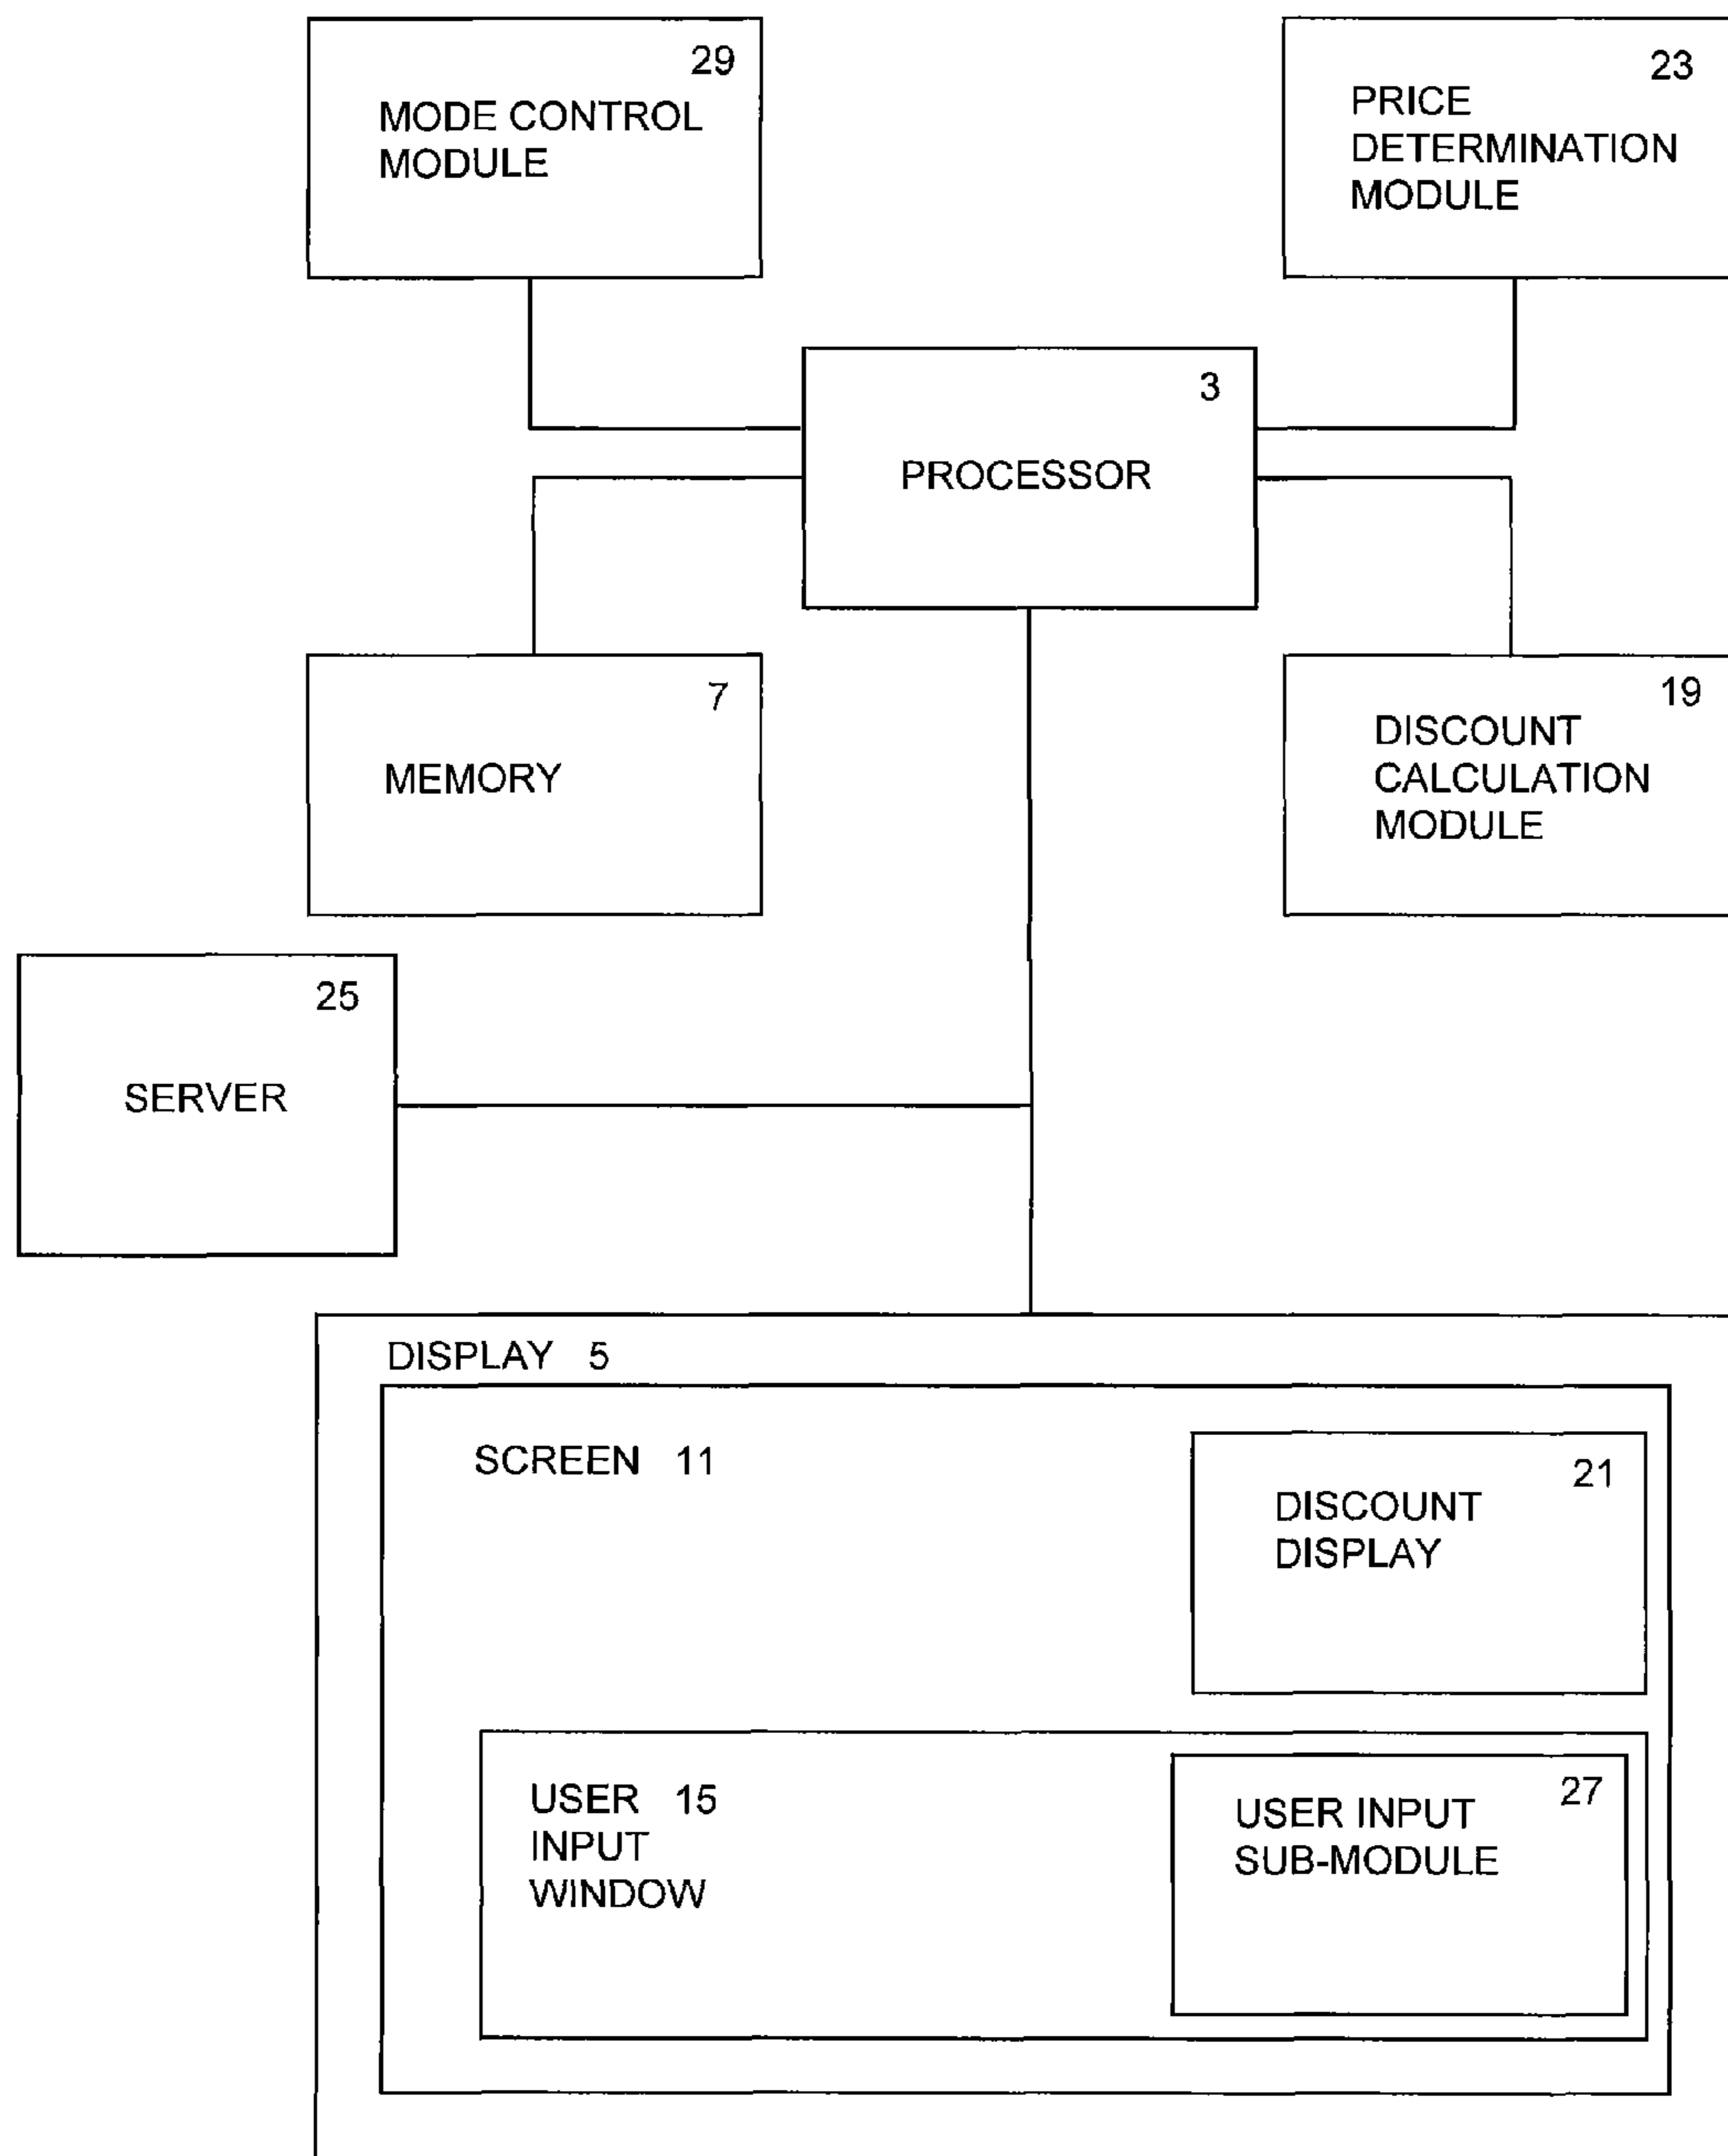 29
MODE CONTROL
MODULE
23
PRICE
DETERMINATION
MODULE
3
PROCESSOR
7
MEMORY
19
DISCOUNT
CALCULATION
MODULE
25
SERVER
DISPLAY 5
SCREEN 11
21
DISCOUNT
DISPLAY
USER 15
INPUT
WINDOW
27
USER INPUT
SUB-MODULE